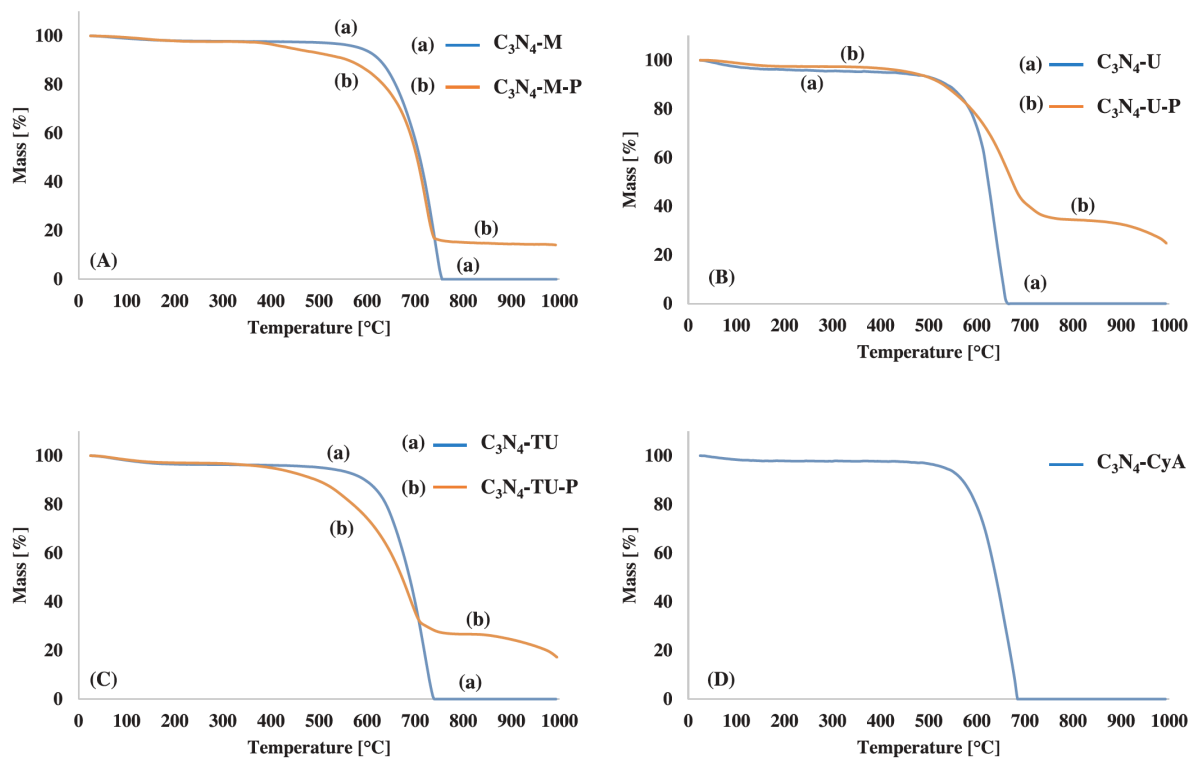 (a) C₃N₄-M
(b) C₃N₄-M-P
(a)
(b)
(b)
(a)
100
80
60
40
20
0
Mass [%]
(A)
0 100 200 300 400 500 600 700 800 900 1000
Temperature [°C]
(a) C₃N₄-U
(b) C₃N₄-U-P
(b)
(a)
(b)
(a)
100
80
60
40
20
0
Mass [%]
(B)
0 100 200 300 400 500 600 700 800 900 1000
Temperature [°C]
(a) C₃N₄-TU
(b) C₃N₄-TU-P
(a)
(b)
(b)
(a)
100
80
60
40
20
0
Mass [%]
(C)
0 100 200 300 400 500 600 700 800 900 1000
Temperature [°C]
C₃N₄-CyA
100
80
60
40
20
0
Mass [%]
(D)
0 100 200 300 400 500 600 700 800 900 1000
Temperature [°C]